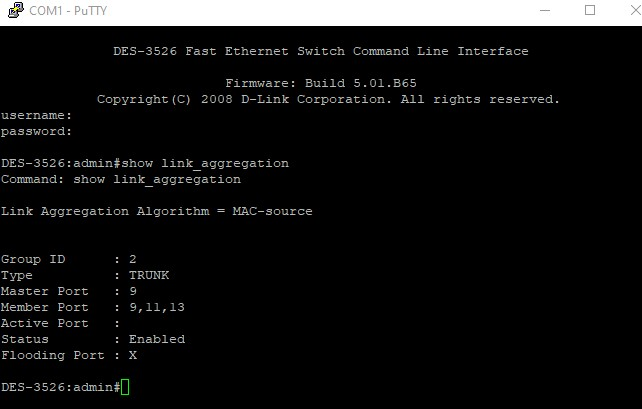 COM1 - PuTTY
DES-3526 Fast Ethernet Switch Command Line Interface
Firmware: Build 5.01.B65
Copyright(C) 2008 D-Link Corporation. All rights reserved.
username:
password:
DES-3526:admin#show link_aggregation
Command: show link_aggregation
Link Aggregation Algorithm = MAC-source
Group ID      : 2
Type          : TRUNK
Master Port   : 9
Member Port   : 9,11,13
Active Port   :
Status        : Enabled
Flooding Port : X
DES-3526:admin#